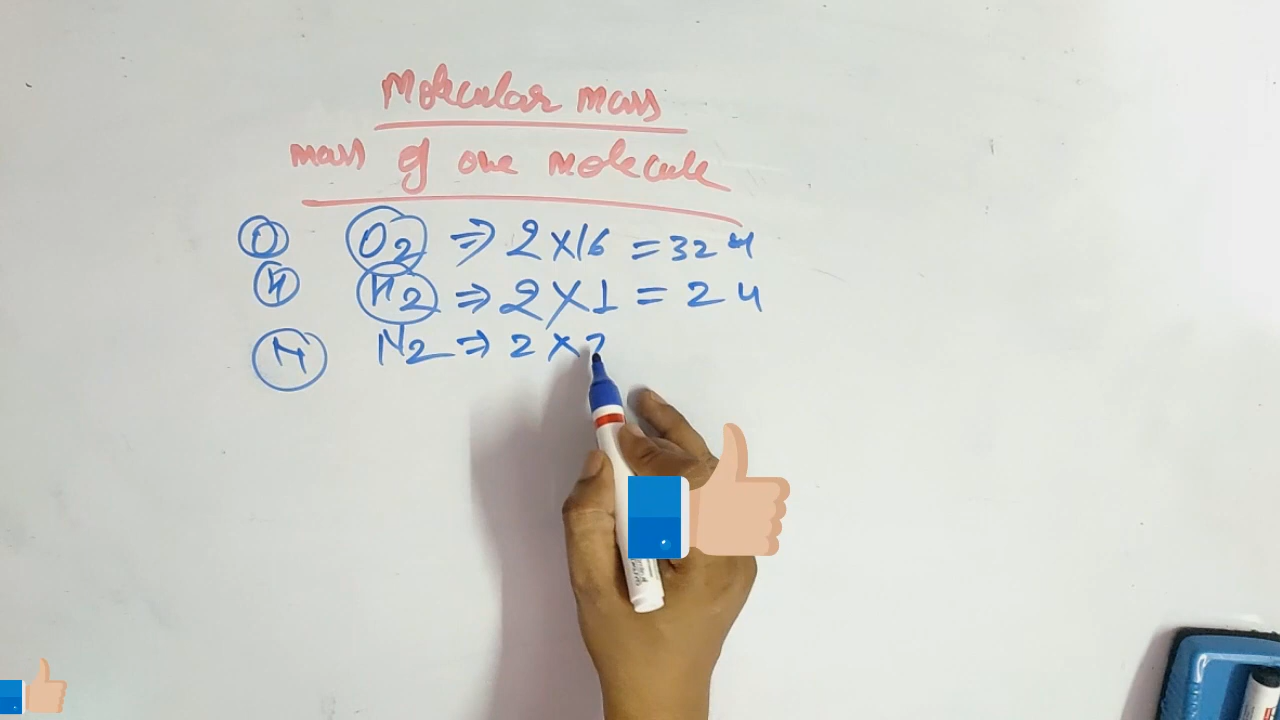 Molecular mass
mass of one molecule
O O2 ⇒ 2×16 = 32 u
H H2 ⇒ 2×1 = 2 u
N N2 ⇒ 2×